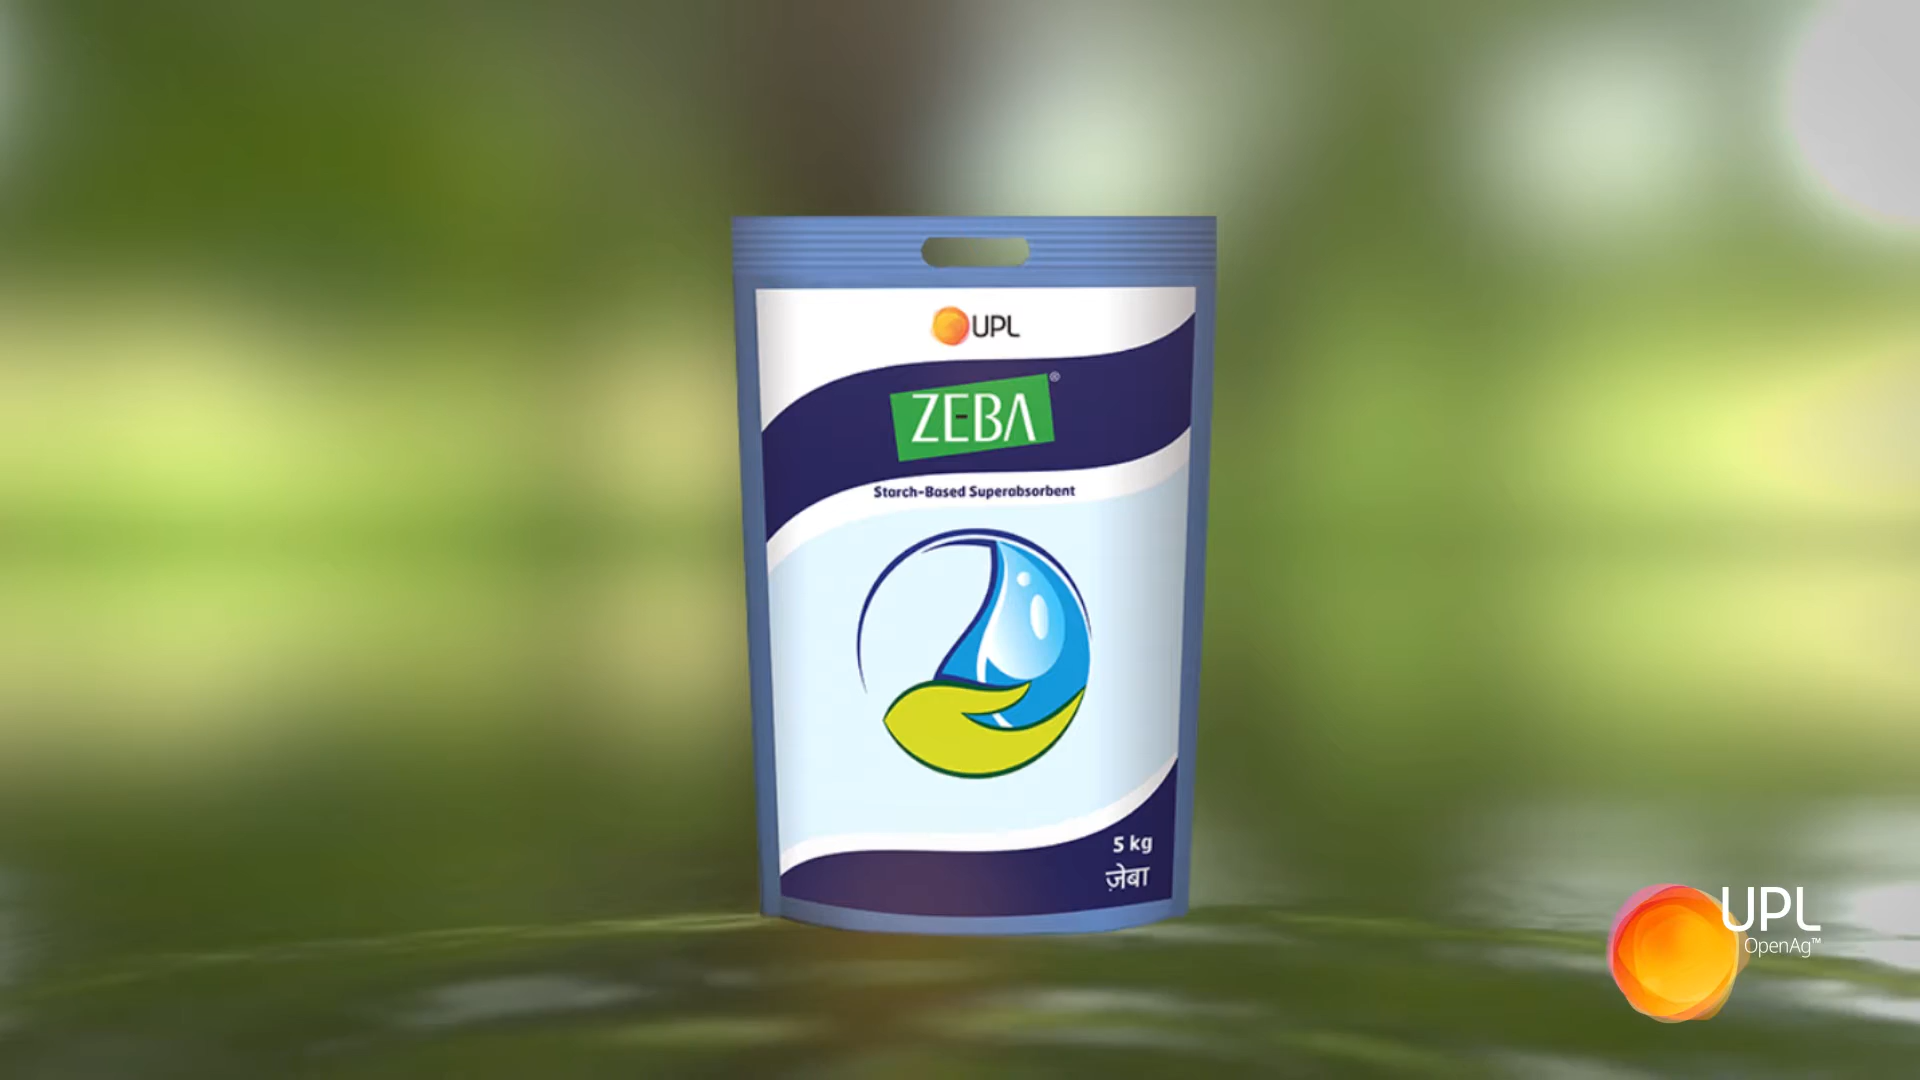 UPL
ZEBA®
Starch-Based Superabsorbent
5 kg
ज़ेबा
UPL
OpenAg™